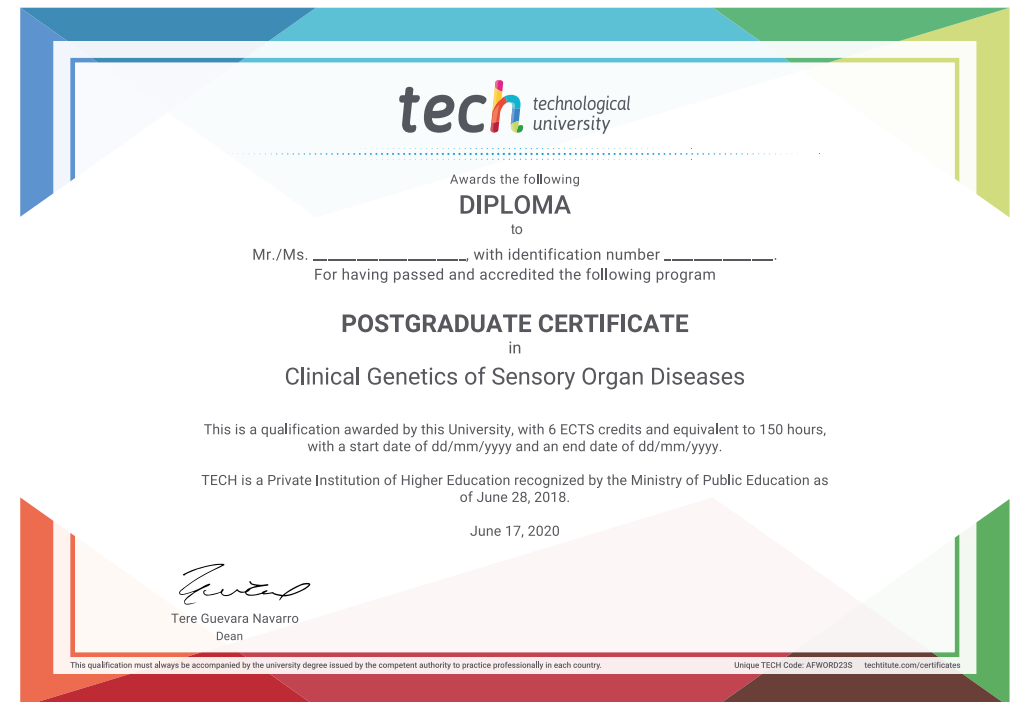 tech technological
university
Awards the following
DIPLOMA
to
Mr./Ms. __________________, with identification number _____________.
For having passed and accredited the following program
POSTGRADUATE CERTIFICATE
in
Clinical Genetics of Sensory Organ Diseases
This is a qualification awarded by this University, with 6 ECTS credits and equivalent to 150 hours,
with a start date of dd/mm/yyyy and an end date of dd/mm/yyyy.
TECH is a Private Institution of Higher Education recognized by the Ministry of Public Education as
of June 28, 2018.
June 17, 2020
Tere Guevara Navarro
Dean
This qualification must always be accompanied by the university degree issued by the competent authority to practice professionally in each country.
Unique TECH Code: AFWORD23S techtitute.com/certificates